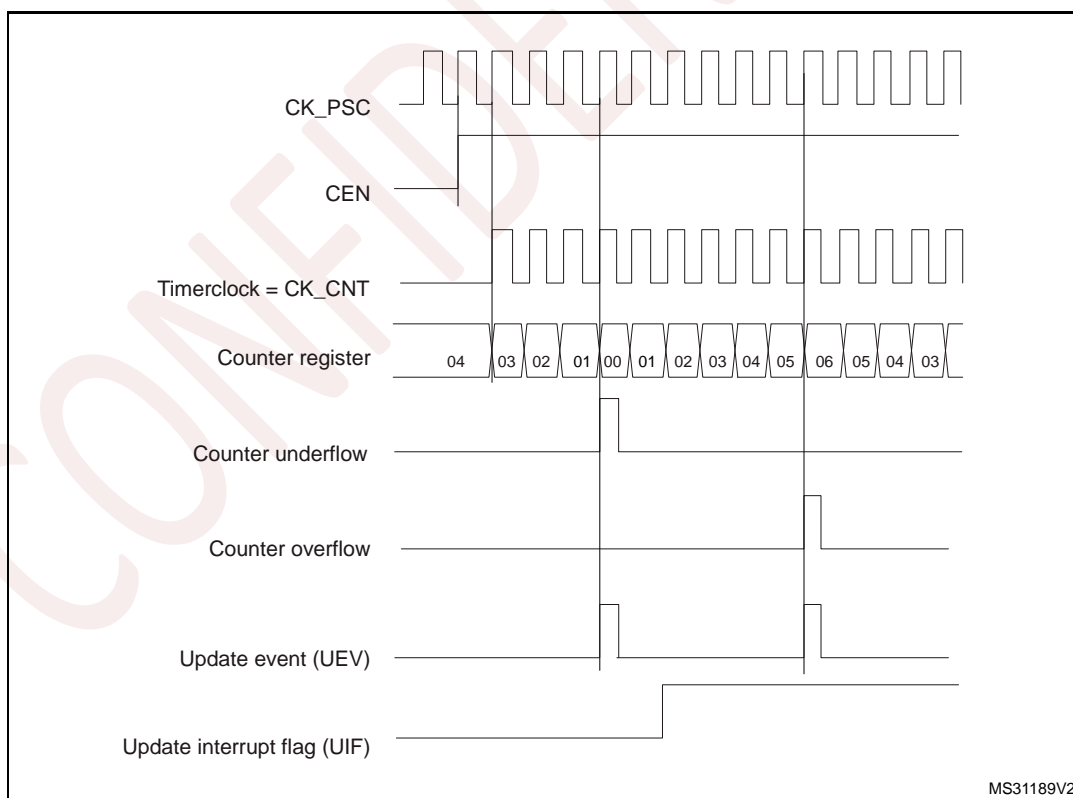 CONFIDEN
CK_PSC
CEN
Timerclock = CK_CNT
Counter register
04 03 02 01 00 01 02 03 04 05 06 05 04 03
Counter underflow
Counter overflow
Update event (UEV)
Update interrupt flag (UIF)
MS31189V2